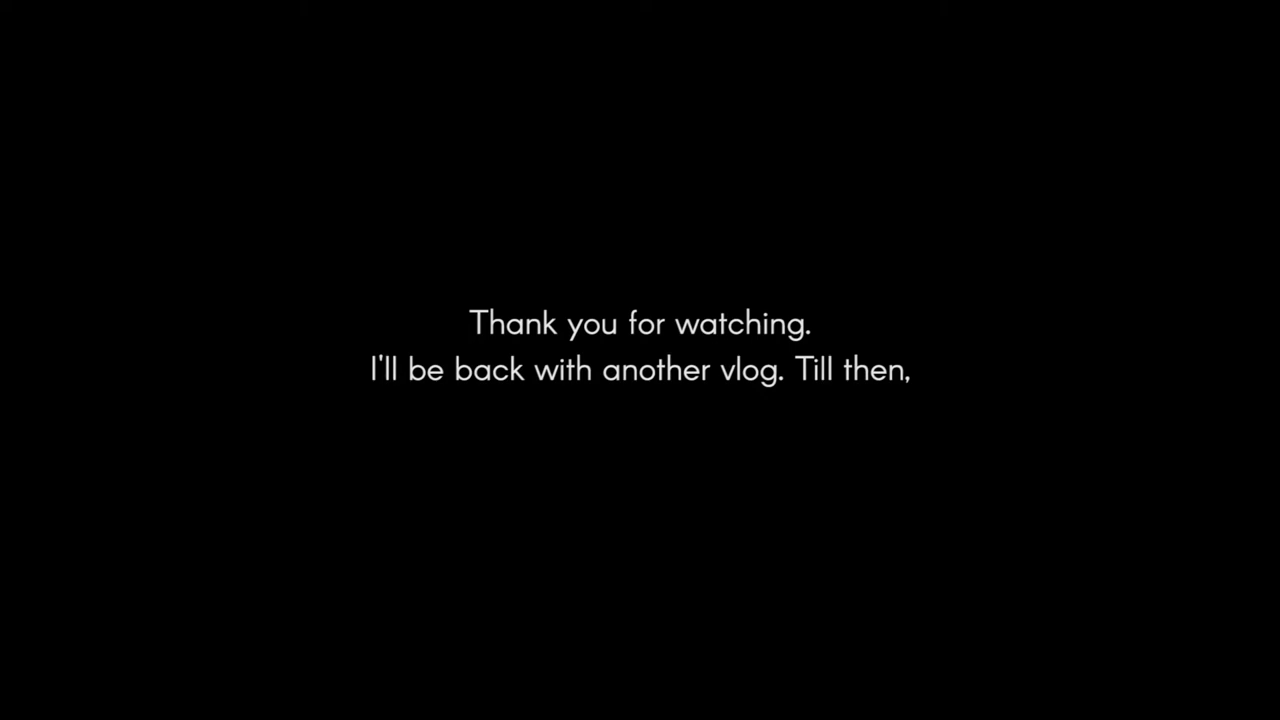 Thank you for watching.
I'll be back with another vlog. Till then,